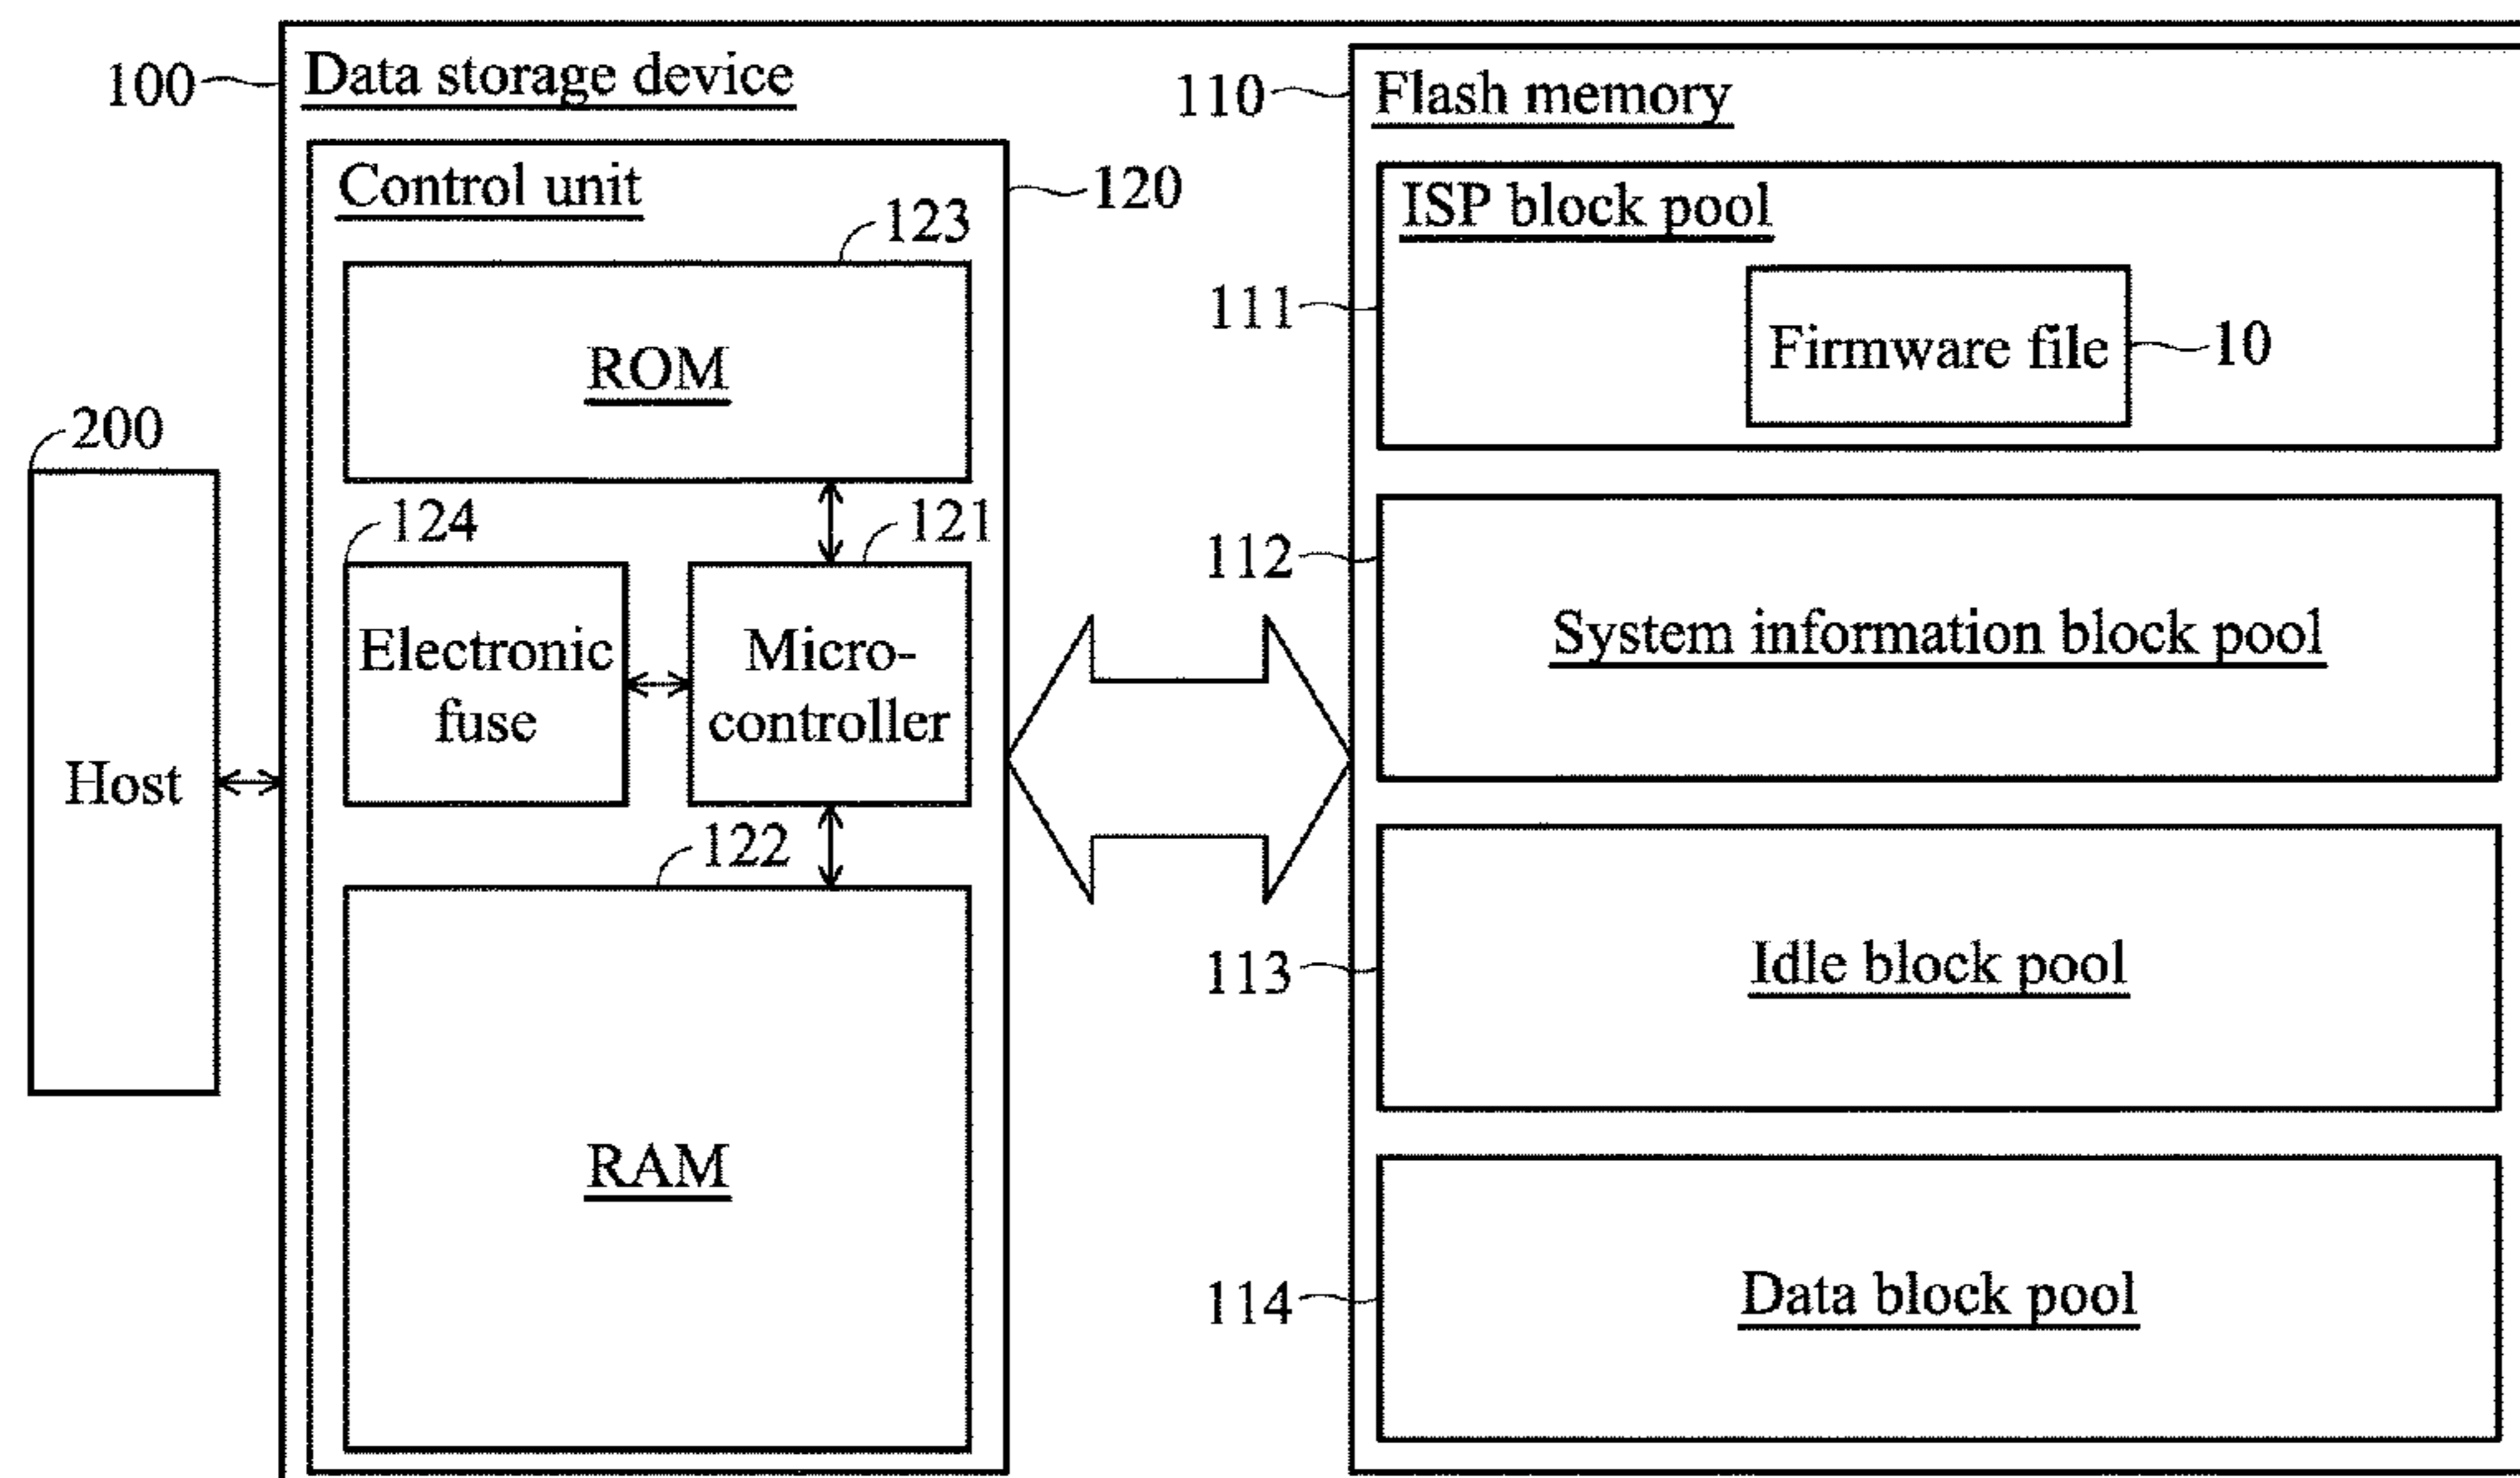 100
Data storage device
110
Flash memory
Control unit
120
123
ROM
ISP block pool
111
Firmware file
10
200
Host
124
121
Electronic
fuse
Micro-
controller
112
System information block pool
122
RAM
113
Idle block pool
114
Data block pool